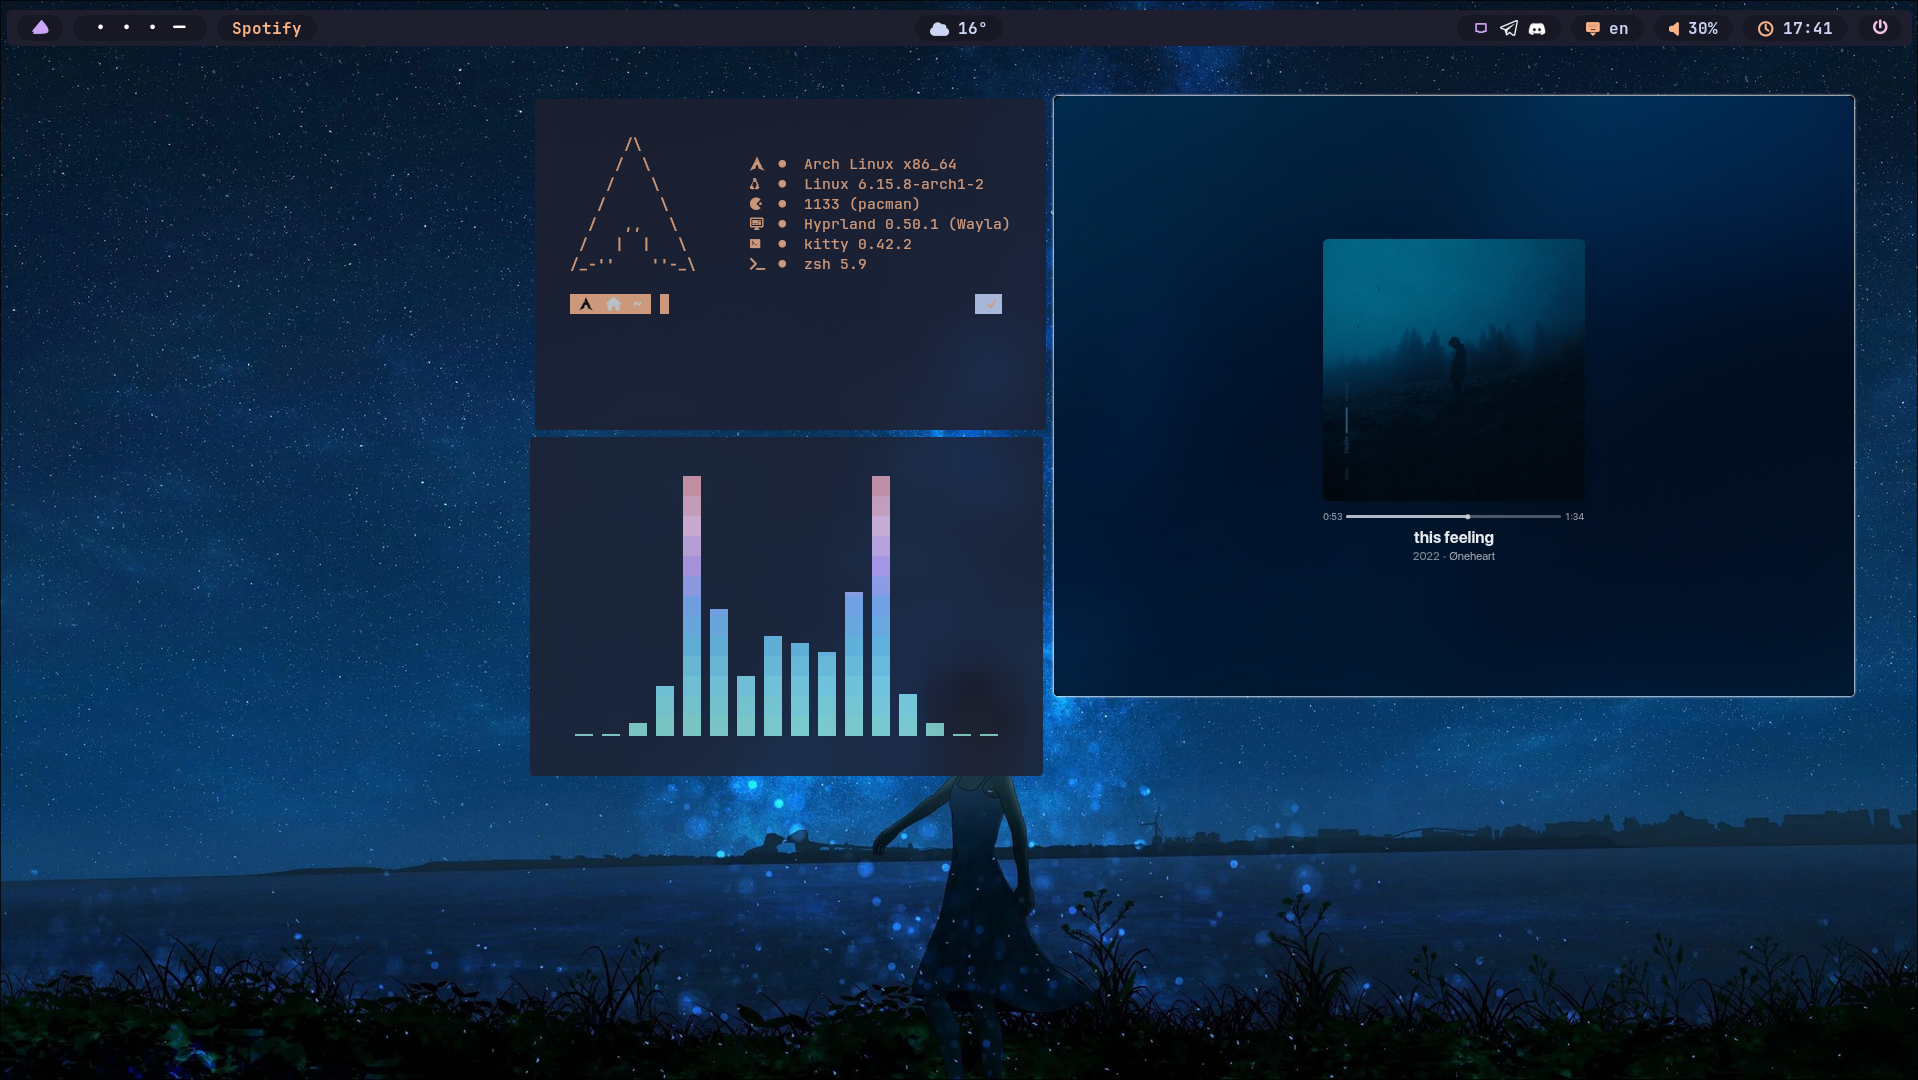 Spotify
16°
en
30%
17:41
Arch Linux x86_64
Linux 6.15.8-arch1-2
1133 (pacman)
Hyprland 0.50.1 (Wayla)
kitty 0.42.2
zsh 5.9
~
0:53
1:34
this feeling
2022 - Øneheart